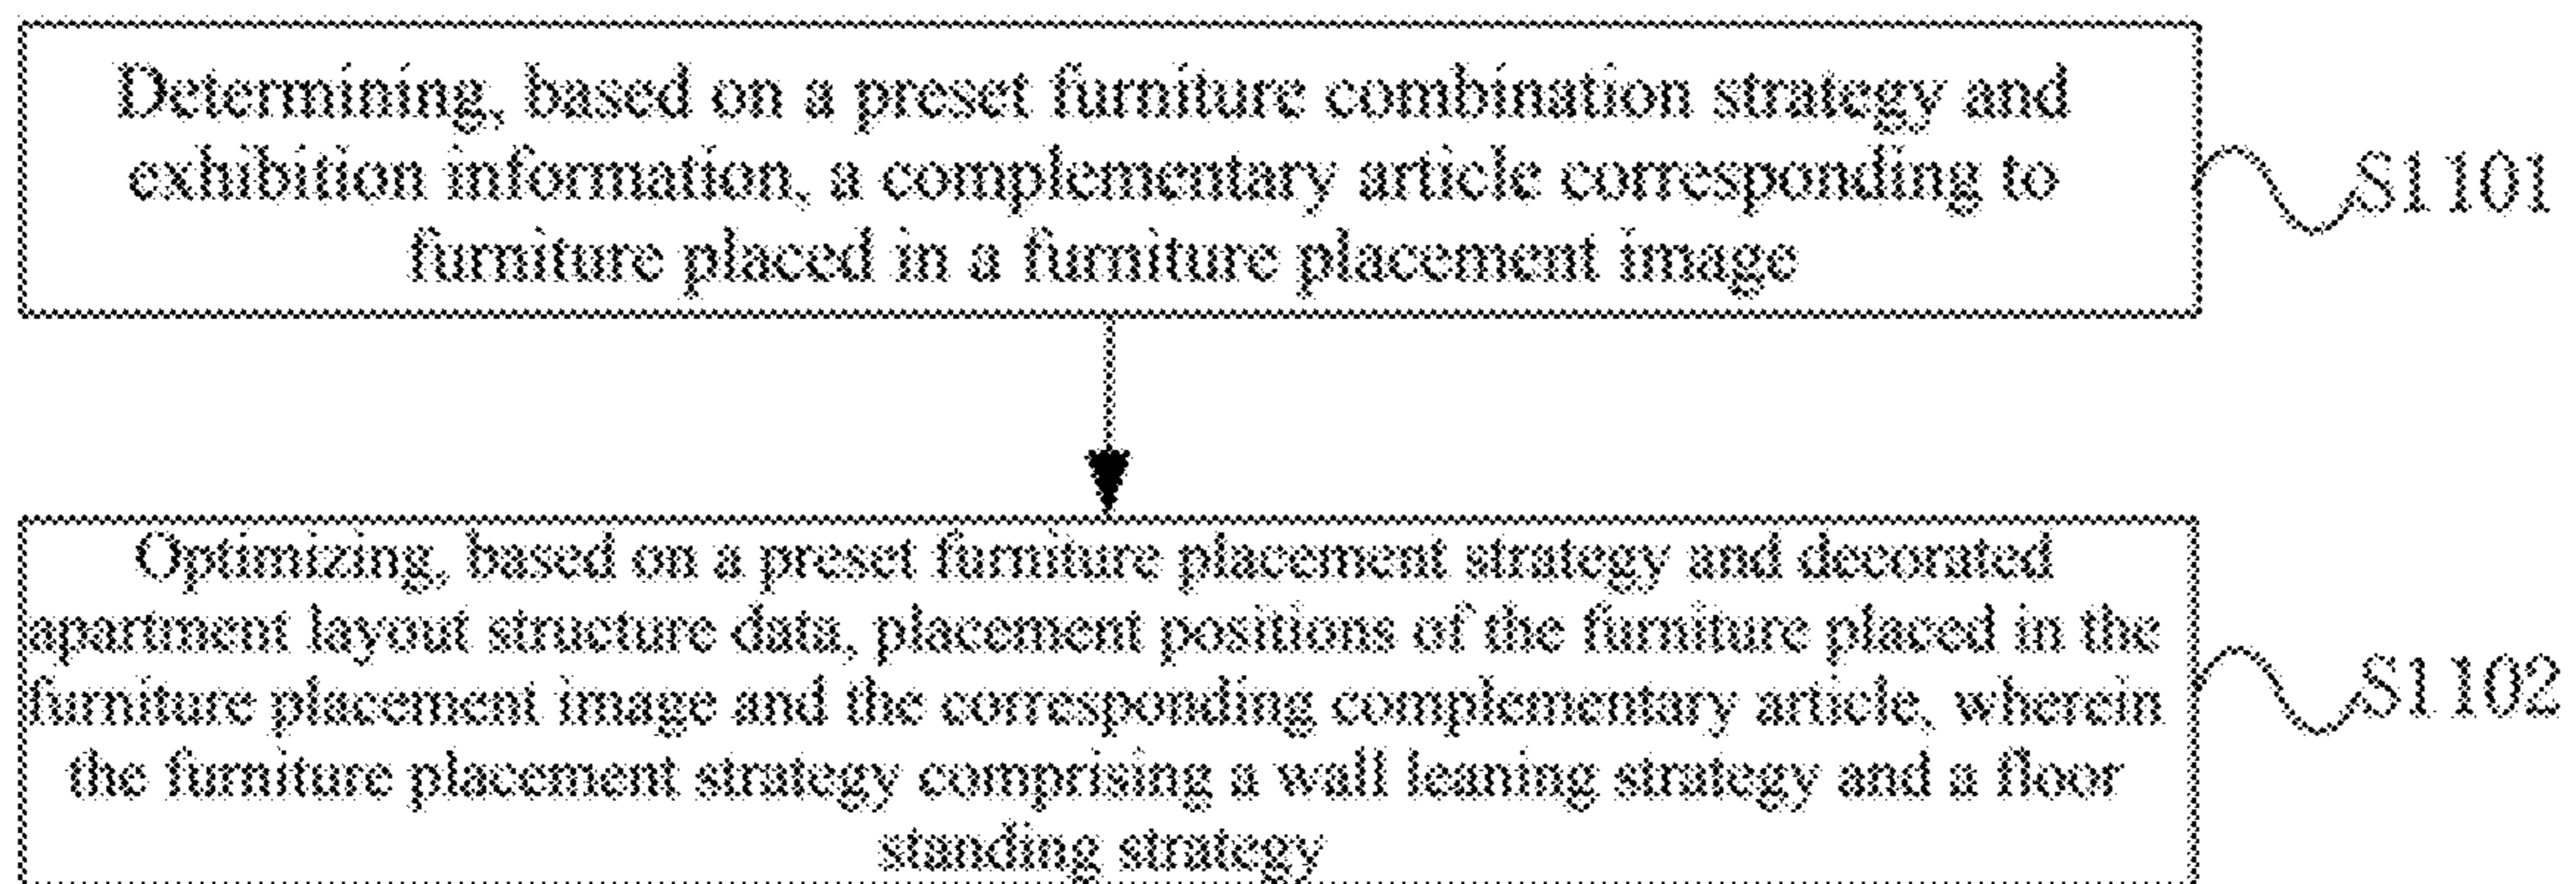 Determining, based on a preset furniture combination strategy and
exhibition information, a complementary article corresponding to
furniture placed in a furniture placement image
S1101
Optimizing, based on a preset furniture placement strategy and decorated
apartment layout structure data, placement positions of the furniture placed in the
furniture placement image and the corresponding complementary article, wherein
the furniture placement strategy comprising a wall leaning strategy and a floor
standing strategy
S1102